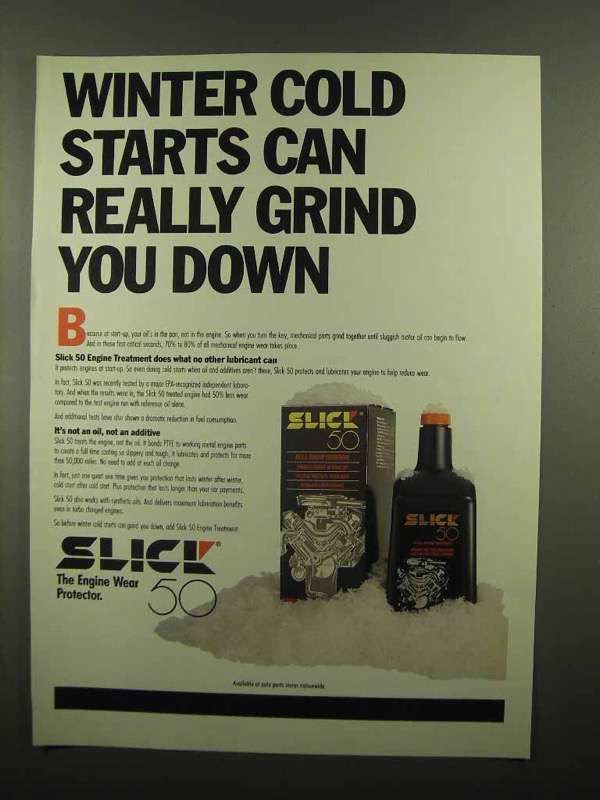 WINTER COLD
STARTS CAN
REALLY GRIND
YOU DOWN
Because at start-up, your oil's in the pan, not in the engine. So when you turn the key, mechanical parts grind together until sluggish motor oil can begin to flow.
And in those first critical seconds, 70% to 80% of all mechanical engine wear takes place.
Slick 50 Engine Treatment does what no other lubricant can
It protects engines at start-up. So even during cold starts when oil and additives aren't there, Slick 50 protects and lubricates your engine to help reduce wear.
In fact, Slick 50 was recently tested by a major EPA-recognized independent labora-
tory. And when the results were in, the Slick 50 treated engine had 50% less wear
compared to the test engine run with reference oil alone.
And additional tests have also shown a dramatic reduction in fuel consumption.
It's not an oil, not an additive
Slick 50 treats the engine, not the oil. It bonds PTFE to working metal engine parts
to create a full time coating so slippery and tough, it lubricates and protects for more
than 50,000 miles. No need to add at each oil change.
In fact, just one quart one time gives you protection that lasts winter after winter,
cold start after cold start. Plus protection that lasts longer than your car payments.
Slick 50 also works with synthetic oils. And delivers maximum lubrication benefits
even in turbo charged engines.
So before winter cold starts can grind you down, add Slick 50 Engine Treatment.
SLICK®
50
The Engine Wear
Protector.
SLICK
50
SLICK
50
Available at auto parts stores nationwide.